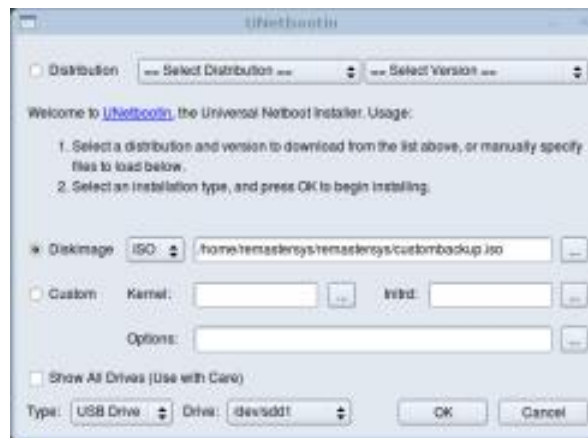 UNetbootin
Distribution == Select Distribution == == Select Version ==
Welcome to UNetbootin, the Universal Netboot Installer. Usage:
1. Select a distribution and version to download from the list above, or manually specify
files to load below.
2. Select an installation type, and press OK to begin installing.
Diskimage ISO /home/remastersys/remastersys/custombackup.iso ...
Custom Kernel: ... Initrd: ...
Options: ...
Show All Drives (Use with Care)
Type: USB Drive Drive: /dev/sdd1 OK Cancel